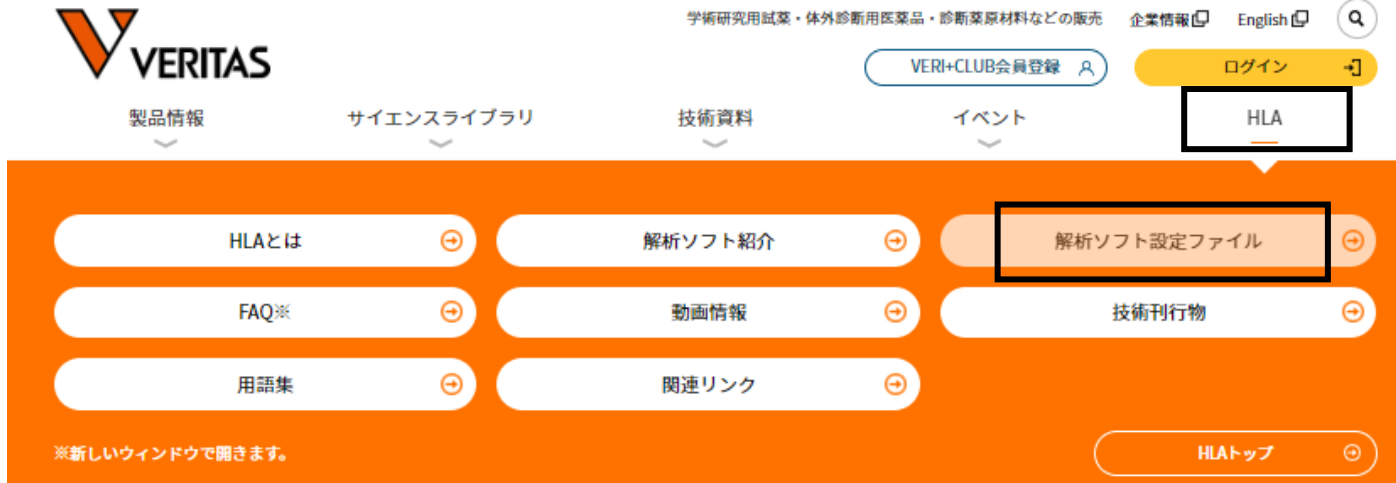 学術研究用試薬・体外診断用医薬品・診断薬原材料などの販売 企業情報 English
VERITAS
VERI+CLUB会員登録 ログイン
製品情報 サイエンスライブラリ 技術資料 イベント HLA
HLAとは 解析ソフト紹介 解析ソフト設定ファイル
FAQ※ 動画情報 技術刊行物
用語集 関連リンク
※新しいウィンドウで開きます。 HLAトップ